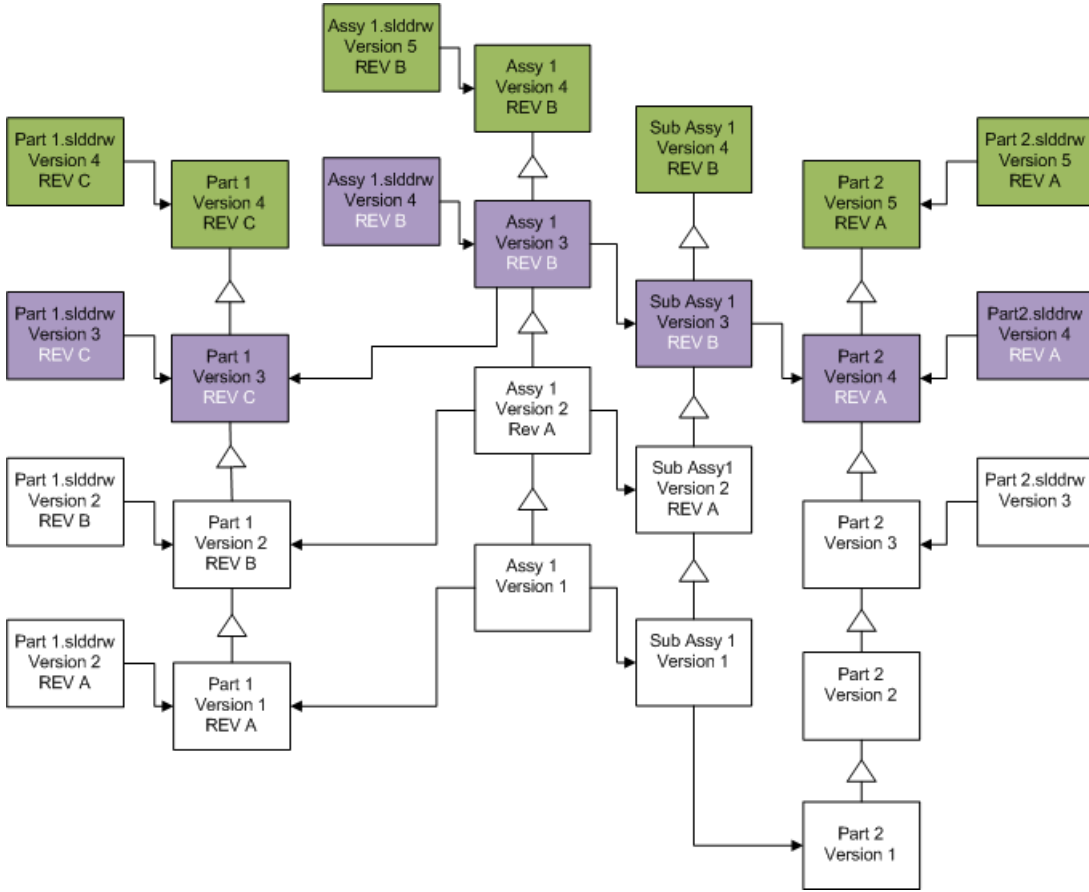 Assy 1.slddrw
Version 5
REV B
Assy 1
Version 4
REV B
Sub Assy 1
Version 4
REV B
Part 1.slddrw
Version 4
REV C
Part 1
Version 4
REV C
Assy 1.slddrw
Version 4
REV B
Part 2
Version 5
REV A
Part 2.slddrw
Version 5
REV A
Assy 1
Version 3
REV B
Sub Assy 1
Version 3
REV B
Part 1.slddrw
Version 3
REV C
Part 1
Version 3
REV C
Part 2
Version 4
REV A
Part2.slddrw
Version 4
REV A
Assy 1
Version 2
Rev A
Sub Assy1
Version 2
REV A
Part 1.slddrw
Version 2
REV B
Part 1
Version 2
REV B
Part 2
Version 3
Part 2.slddrw
Version 3
Assy 1
Version 1
Sub Assy 1
Version 1
Part 1.slddrw
Version 2
REV A
Part 1
Version 1
REV A
Part 2
Version 2
Part 2
Version 1